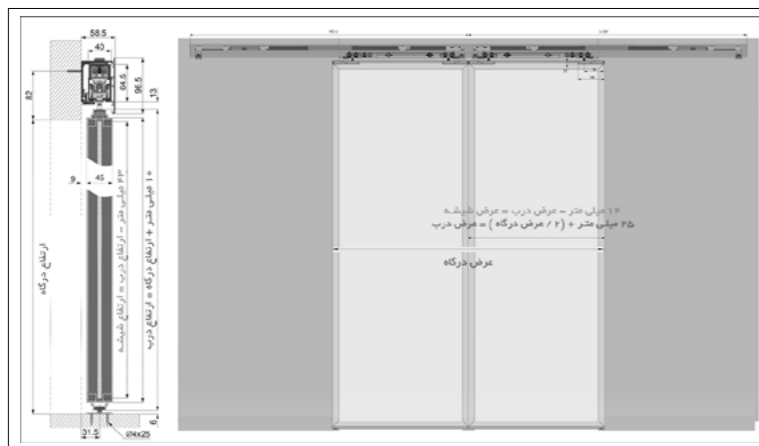 58.5
40
64.5
96.5
13
82
9
45
ارتفاع درگاه
ارتفاع شیشه = ارتفاع درب - ۴۳ میلی متر
ارتفاع درب = ارتفاع درگاه + ۱۰ میلی متر
31.5
Ø4x25
6
عرض شیشه = عرض درب - ۱۴ میلی متر
عرض درب = ( عرض درگاه / ۲ ) + ۲۵ میلی متر
عرض درگاه